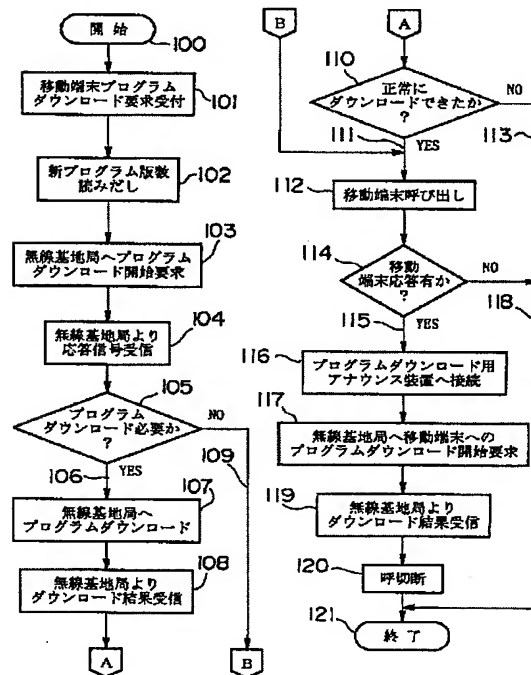 開 始
100
移動端末プログラム
ダウンロード要求受付
101
新プログラム版数
読みだし
102
103
無線基地局へプログラム
ダウンロード開始要求
104
無線基地局より
応答信号受信
105
プログラム
ダウンロード必要か
?
NO
109
106
YES
無線基地局へ
プログラムダウンロード
107
無線基地局より
ダウンロード結果受信
108
A
B
B
A
110
正常に
ダウンロードできたか
?
NO
113
111
YES
112
移動端末呼び出し
114
移動
端末応答有か
?
NO
118
115
YES
116
プログラムダウンロード用
アナウンス装置へ接続
117
無線基地局へ移動端末への
プログラムダウンロード開始要求
119
無線基地局より
ダウンロード結果受信
120
呼切断
121
終 了